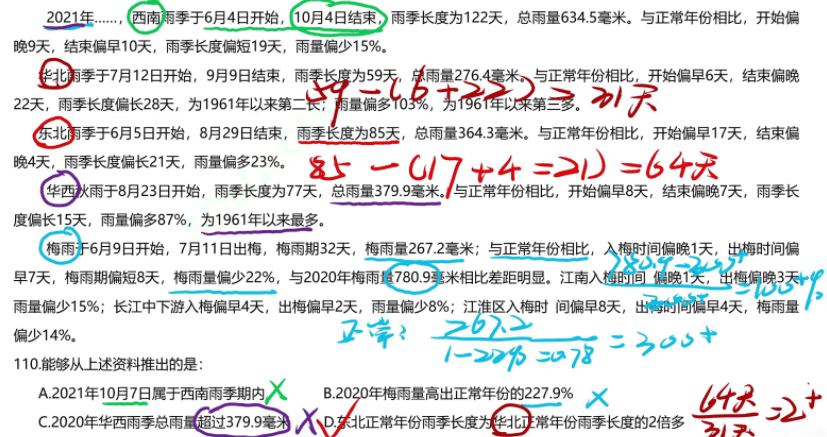 2021年……，西南雨季于6月4日开始，10月4日结束，雨季长度为122天，总雨量634.5毫米。与正常年份相比，开始偏
晚9天，结束偏早10天，雨季长度偏短19天，雨量偏少15%。
华北雨季于7月12日开始，9月9日结束，雨季长度为59天，总雨量276.4毫米。与正常年份相比，开始偏早6天，结束偏晚
22天，雨季长度偏长28天，为1961年以来第二长；雨量偏多103%，为1961年以来第三多。
59-(6+22)=31天
东北雨季于6月5日开始，8月29日结束，雨季长度为85天，总雨量364.3毫米。与正常年份相比，开始偏早17天，结束偏
晚4天，雨季长度偏长21天，雨量偏多23%。
85-(17+4=21)=64天
华西秋雨于8月23日开始，雨季长度为77天，总雨量379.9毫米。与正常年份相比，开始偏早8天，结束偏晚7天，雨季长
度偏长15天，雨量偏多87%，为1961年以来最多。
梅雨于6月9日开始，7月11日出梅，梅雨期32天，梅雨量267.2毫米；与正常年份相比，入梅时间偏晚1天，出梅时间偏
早7天，梅雨期偏短8天，梅雨量偏少22%，与2020年梅雨量780.9毫米相比差距明显。江南入梅时间 偏晚1天，出梅偏晚3天
780.9-300+
300+
=100+%
雨量偏少15%；长江中下游入梅偏早4天，出梅偏早2天，雨量偏少8%；江淮区入梅时 间偏早8天，出梅时间偏早4天，梅雨量
偏少14%。
正常：
267.2
1-22%=0.78
=300+
110.能够从上述资料推出的是：
A.2021年10月7日属于西南雨季期内
B.2020年梅雨量高出正常年份的227.9%
C.2020年华西雨季总雨量超过379.9毫米
D.东北正常年份雨季长度为华北正常年份雨季长度的2倍多
64天
31天
=2+